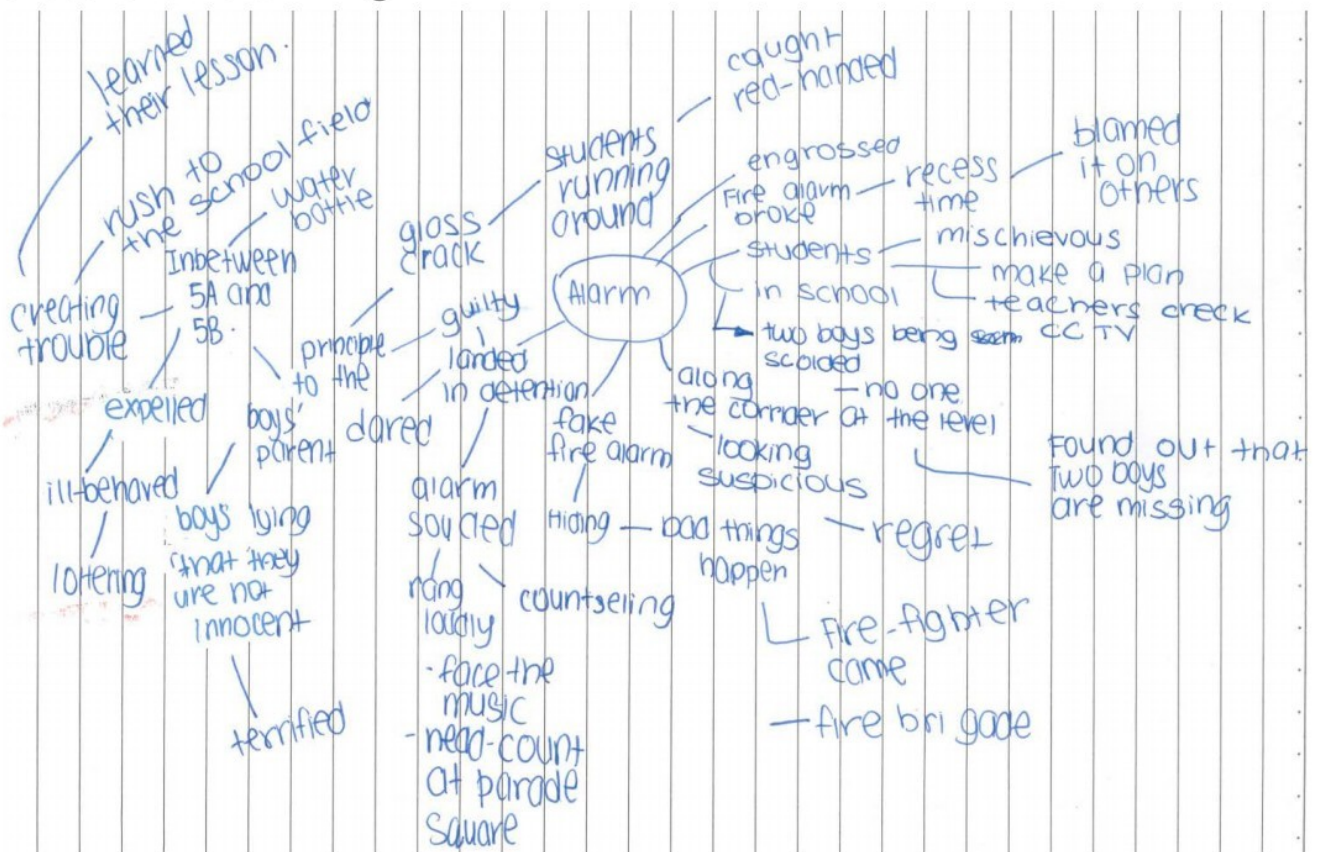 learned
their lesson.
rush to
the school field
water
bottle
Inbetween
5A and
5B.
creating
trouble
expelled
ill-behaved
loitering
principle
to the
boys'
parent
boys lying
that they
are not
innocent
terrified
glass
crack
students
running
around
caught
red-handed
guilty
landed
in detention
dared
alarm
sounded
rang
loudly
counseling
- face the
music
- head-count
at parade
square
Alarm
engrossed
Fire alarm
broke
recess
time
blamed
it on
others
students
mischievous
make a plan
teachers check
CCTV
in school
two boys being
scolded
along
the corrider at the level
- no one
looking
suspicious
Found out that
two boys
are missing
fake
fire alarm
Hiding
bad things
happen
regret
Fire-fighter
came
fire brigade